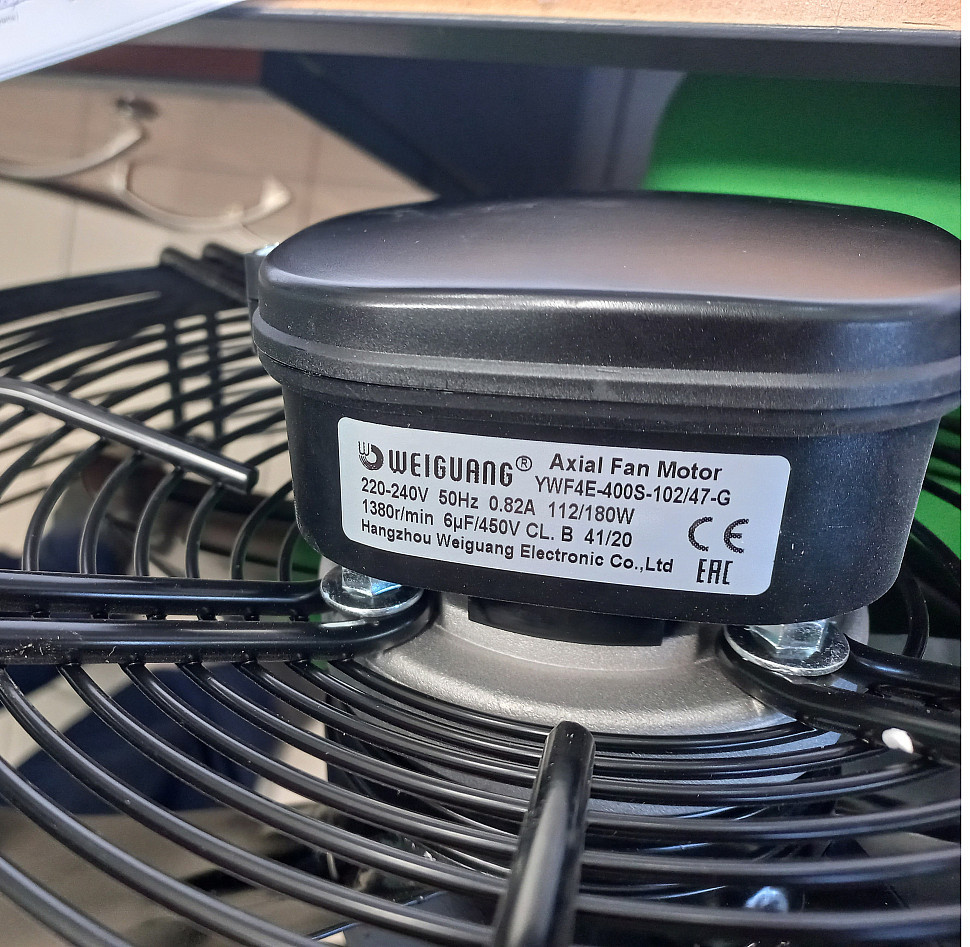 WEIGUANG® Axial Fan Motor
YWF4E-400S-102/47-G
220-240V 50Hz 0.82A 112/180W
1380r/min 6µF/450V CL. B 41/20
Hangzhou Weiguang Electronic Co.,Ltd
CE
EAC